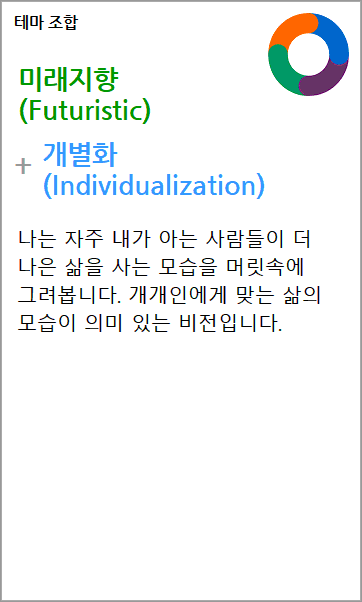 테마 조합
미래지향
(Futuristic)
+ 개별화
(Individualization)
나는 자주 내가 아는 사람들이 더
나은 삶을 사는 모습을 머릿속에
그려봅니다. 개개인에게 맞는 삶의
모습이 의미 있는 비전입니다.